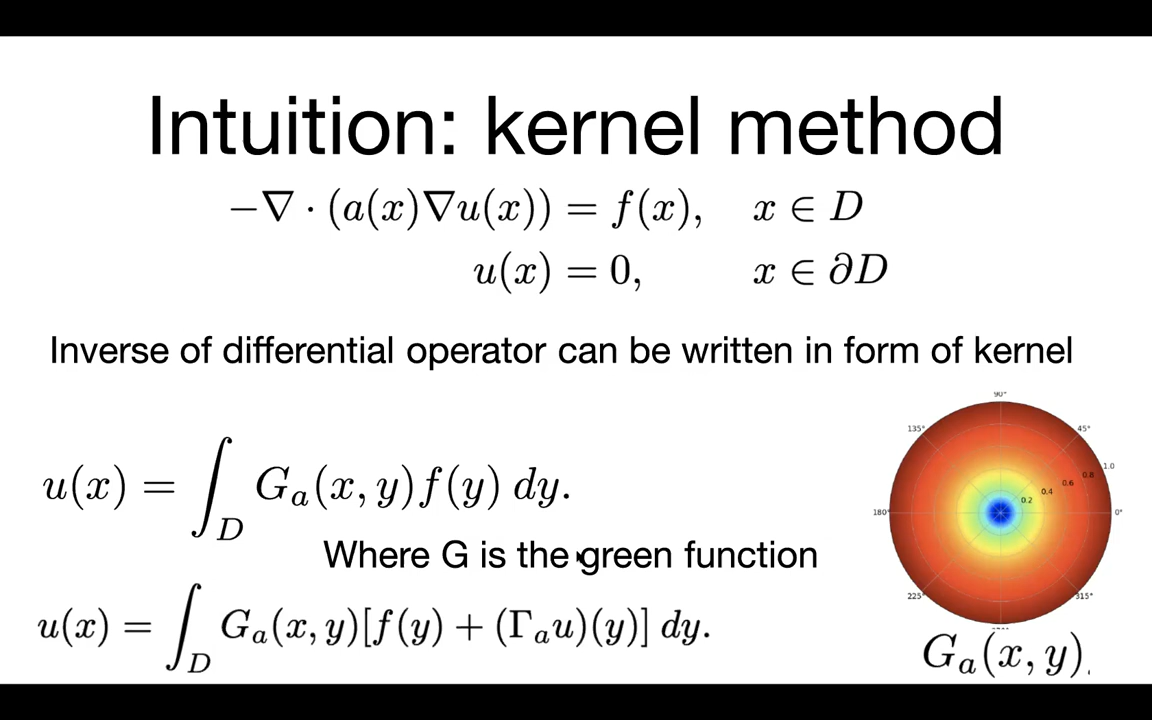 Intuition: kernel method
−∇ · (a(x)∇u(x)) = f(x), x ∈ D
u(x) = 0, x ∈ ∂D
Inverse of differential operator can be written in form of kernel
u(x) = ∫_D G_a(x, y)f(y) dy.
Where G is the green function
u(x) = ∫_D G_a(x, y)[f(y) + (Γ_a u)(y)] dy.
90°
135° 45°
1.0
0.8
0.6
0.4
0.2
180° 0°
225° 315°
G_a(x, y).